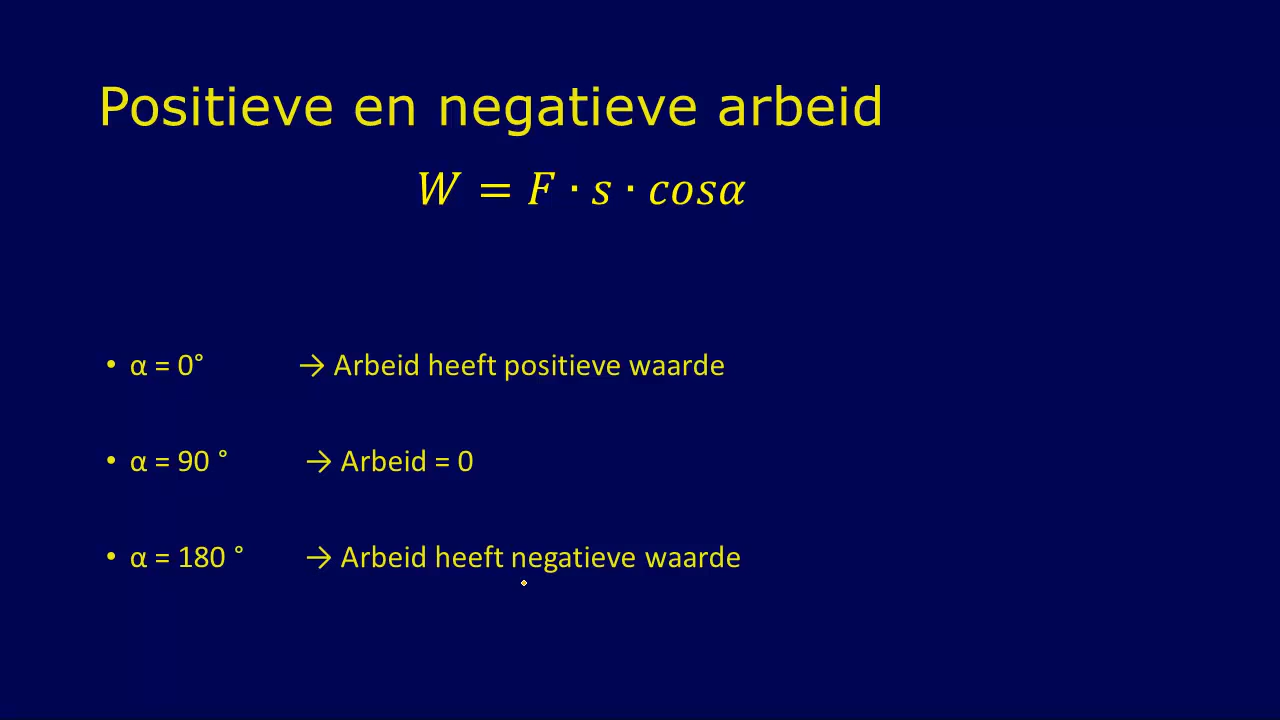 Positieve en negatieve arbeid
W = F · s · cosα
• α = 0° → Arbeid heeft positieve waarde
• α = 90 ° → Arbeid = 0
• α = 180 ° → Arbeid heeft negatieve waarde